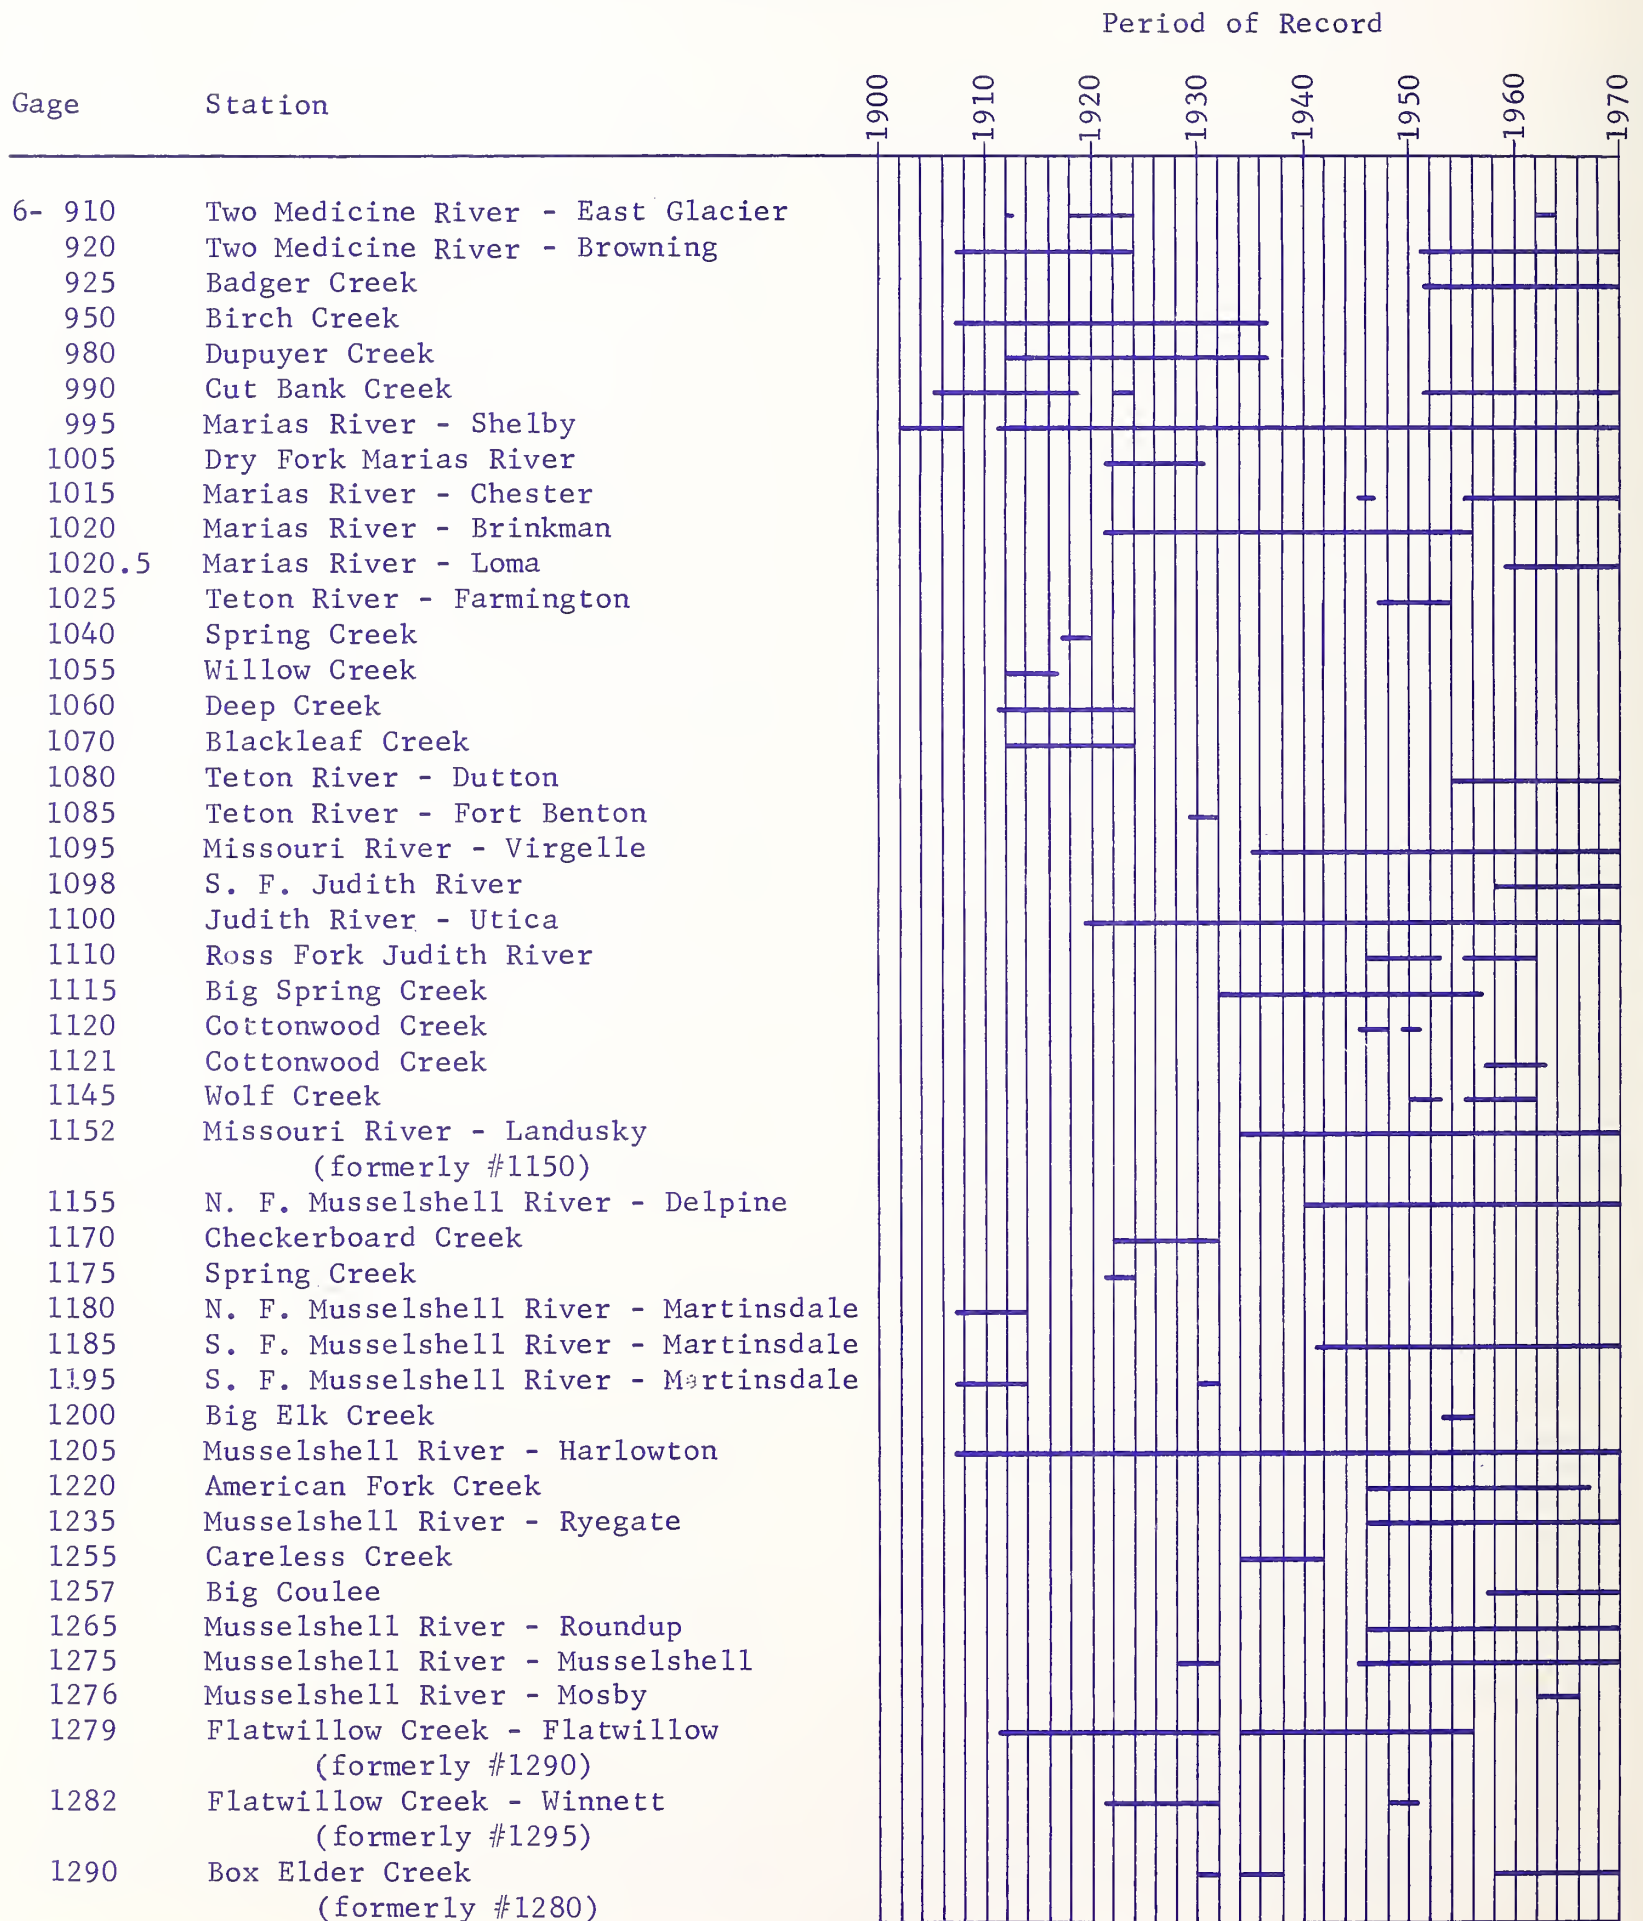 Period of Record
Gage Station 1900 1910 1920 1930 1940 1950 1960 1970
6- 910 Two Medicine River - East Glacier
920 Two Medicine River - Browning
925 Badger Creek
950 Birch Creek
980 Dupuyer Creek
990 Cut Bank Creek
995 Marias River - Shelby
1005 Dry Fork Marias River
1015 Marias River - Chester
1020 Marias River - Brinkman
1020.5 Marias River - Loma
1025 Teton River - Farmington
1040 Spring Creek
1055 Willow Creek
1060 Deep Creek
1070 Blackleaf Creek
1080 Teton River - Dutton
1085 Teton River - Fort Benton
1095 Missouri River - Virgelle
1098 S. F. Judith River
1100 Judith River - Utica
1110 Ross Fork Judith River
1115 Big Spring Creek
1120 Cottonwood Creek
1121 Cottonwood Creek
1145 Wolf Creek
1152 Missouri River - Landusky
(formerly #1150)
1155 N. F. Musselshell River - Delpine
1170 Checkerboard Creek
1175 Spring Creek
1180 N. F. Musselshell River - Martinsdale
1185 S. F. Musselshell River - Martinsdale
1195 S. F. Musselshell River - Martinsdale
1200 Big Elk Creek
1205 Musselshell River - Harlowton
1220 American Fork Creek
1235 Musselshell River - Ryegate
1255 Careless Creek
1257 Big Coulee
1265 Musselshell River - Roundup
1275 Musselshell River - Musselshell
1276 Musselshell River - Mosby
1279 Flatwillow Creek - Flatwillow
(formerly #1290)
1282 Flatwillow Creek - Winnett
(formerly #1295)
1290 Box Elder Creek
(formerly #1280)